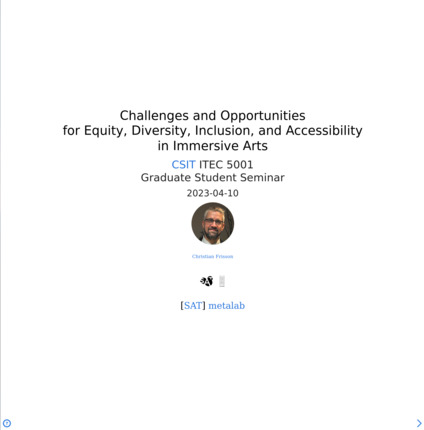 Challenges and Opportunities
for Equity, Diversity, Inclusion, and Accessibility
in Immersive Arts
CSIT ITEC 5001
Graduate Student Seminar
2023-04-10
Christian Frisson
[SAT] metalab